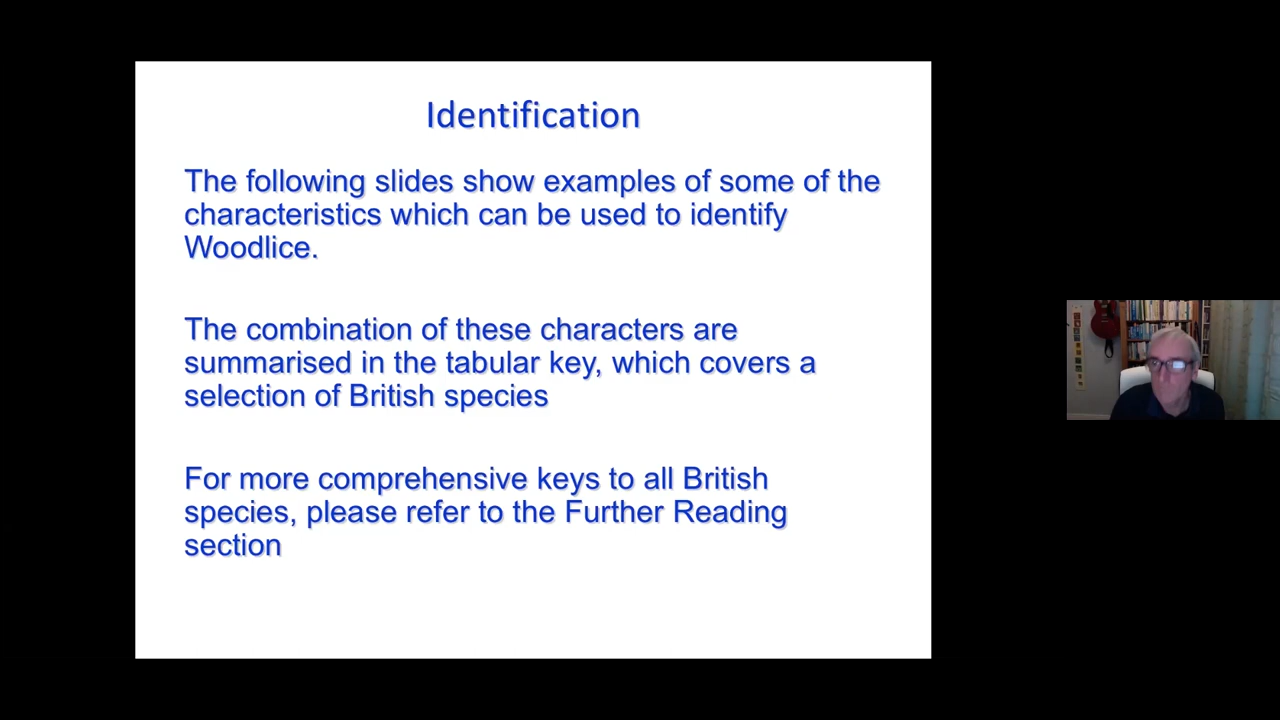 Identification
The following slides show examples of some of the
characteristics which can be used to identify
Woodlice.
The combination of these characters are
summarised in the tabular key, which covers a
selection of British species
For more comprehensive keys to all British
species, please refer to the Further Reading
section